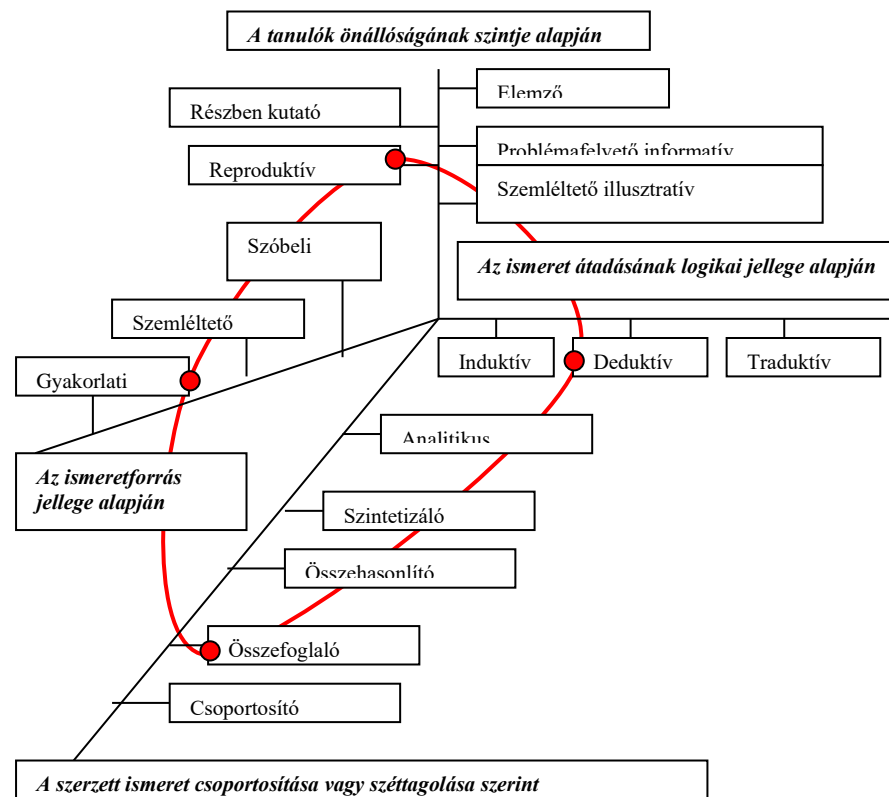 A tanulók önállóságának szintje alapján
Elemző
Részben kutató
Problémafelvető informatív
Reproduktív
Szemléltető illusztratív
Szóbeli
Az ismeret átadásának logikai jellege alapján
Szemléltető
Induktív
Deduktív
Traduktív
Gyakorlati
Analitikus
Az ismeretforrás
jellege alapján
Szintetizáló
Összehasonlító
Összefoglaló
Csoportosító
A szerzett ismeret csoportosítása vagy széttagolása szerint